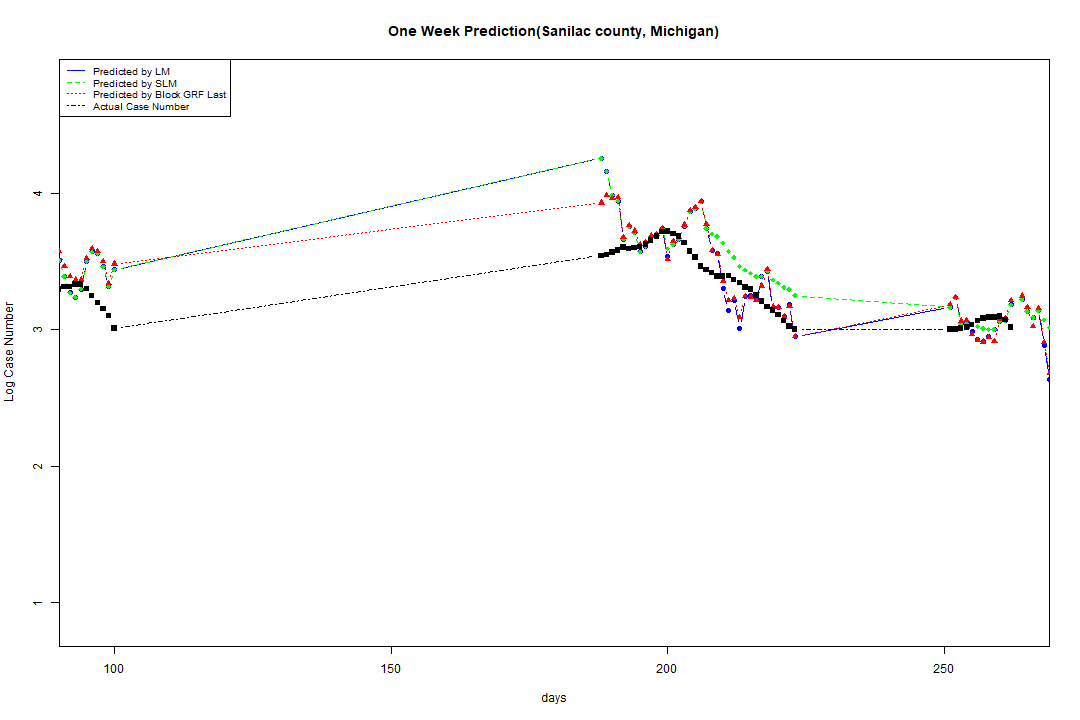 One Week Prediction(Sanilac county, Michigan)
Predicted by LM
Predicted by SLM
Predicted by Block GRF Last
Actual Case Number
4
3
2
1
Log Case Number
100 150 200 250
days